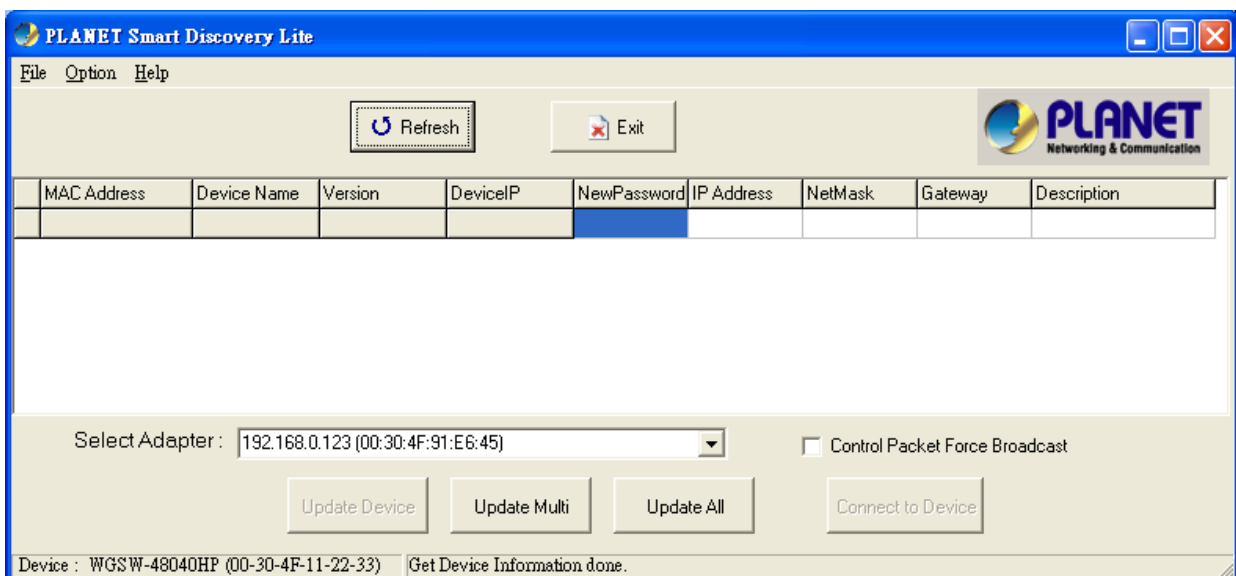 PLANET Smart Discovery Lite
File Option Help
Refresh Exit
PLANET
Networking & Communication
MAC Address Device Name Version DeviceIP NewPassword IP Address NetMask Gateway Description
Select Adapter : 192.168.0.123 (00:30:4F:91:E6:45) Control Packet Force Broadcast
Update Device Update Multi Update All Connect to Device
Device : WGSW-48040HP (00-30-4F-11-22-33) Get Device Information done.